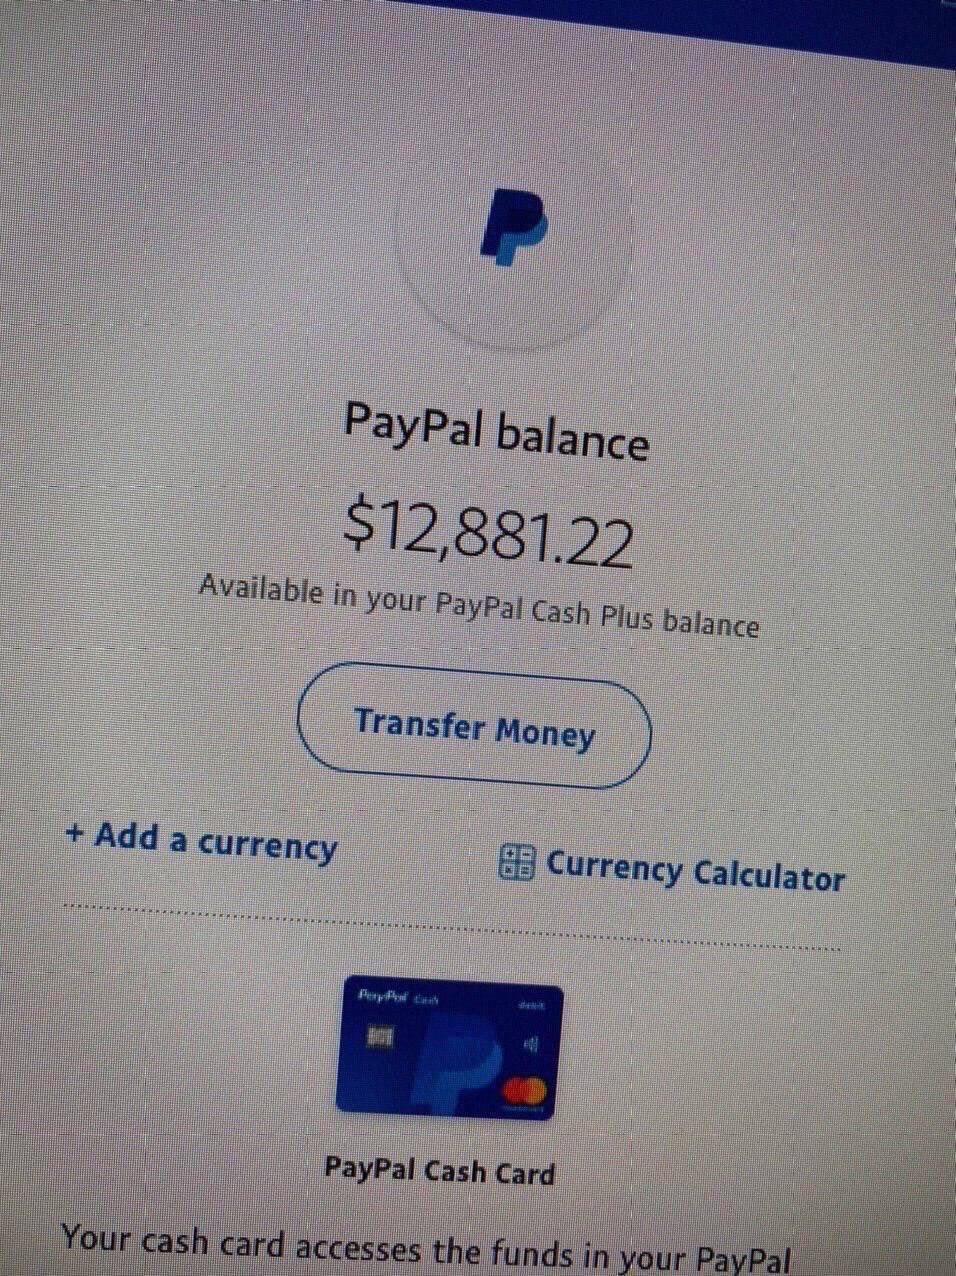 PayPal balance
$12,881.22
Available in your PayPal Cash Plus balance
Transfer Money
+ Add a currency
Currency Calculator
PayPal Cash
debit
PayPal Cash Card
Your cash card accesses the funds in your PayPal